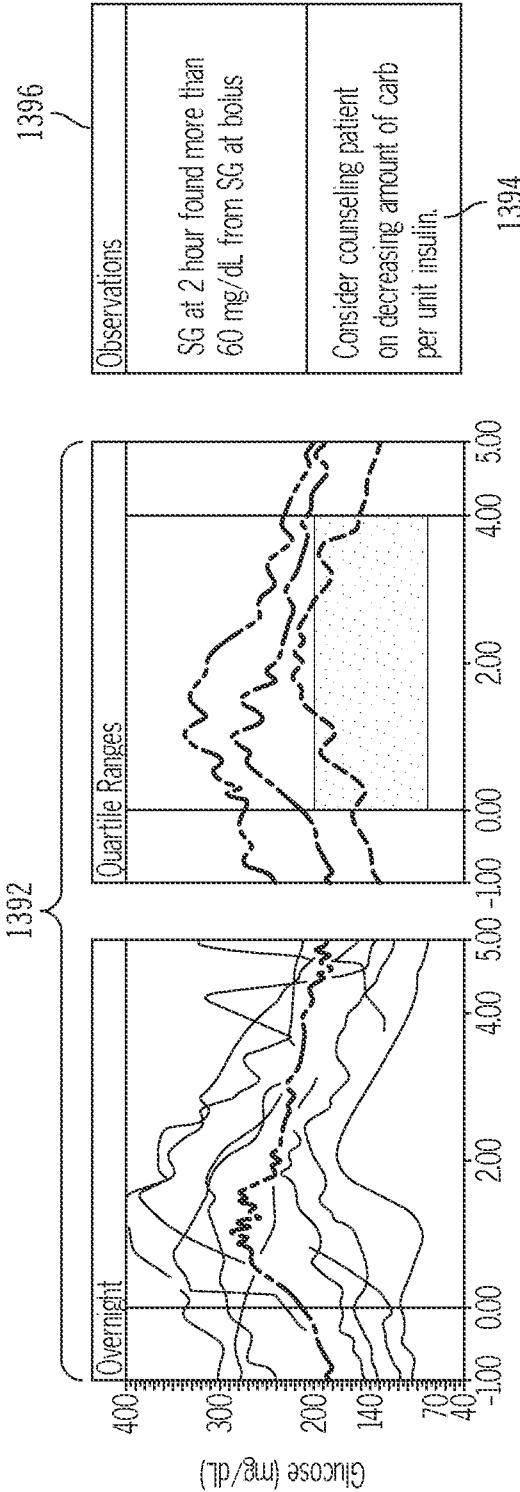 1392
1396
Overnight
Quartile Ranges
Observations
Glucose (mg/dL)
400
300
200
140
70
40
SG at 2 hour found more than
60 mg/dL from SG at bolus
Consider counseling patient
on decreasing amount of carb
per unit insulin.
1394
-1.00 0.00 2.00 4.00 5.00
-1.00 0.00 2.00 4.00 5.00